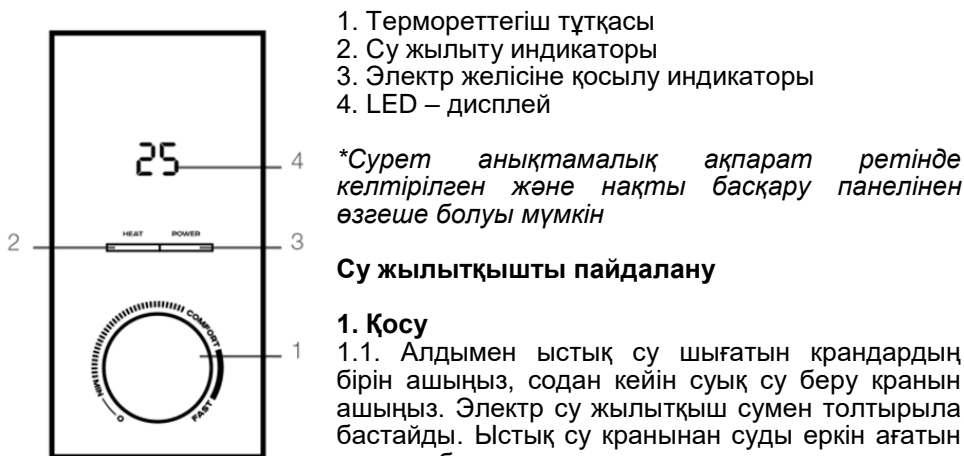 25
4
HEAT POWER
2
3
COMFORT
1
MIN
0
FAST
1. Термореттегіш тұтқасы
2. Су жылыту индикаторы
3. Электр желісіне қосылу индикаторы
4. LED – дисплей
*Сурет анықтамалық ақпарат ретінде
келтірілген және нақты басқару панелінен
өзгеше болуы мүмкін
Су жылытқышты пайдалану
1. Қосу
1.1. Алдымен ыстық су шығатын крандардың
бірін ашыңыз, содан кейін суық су беру кранын
ашыңыз. Электр су жылытқыш сумен толтырыла
бастайды. Ыстық су кранынан суды еркін ағатын